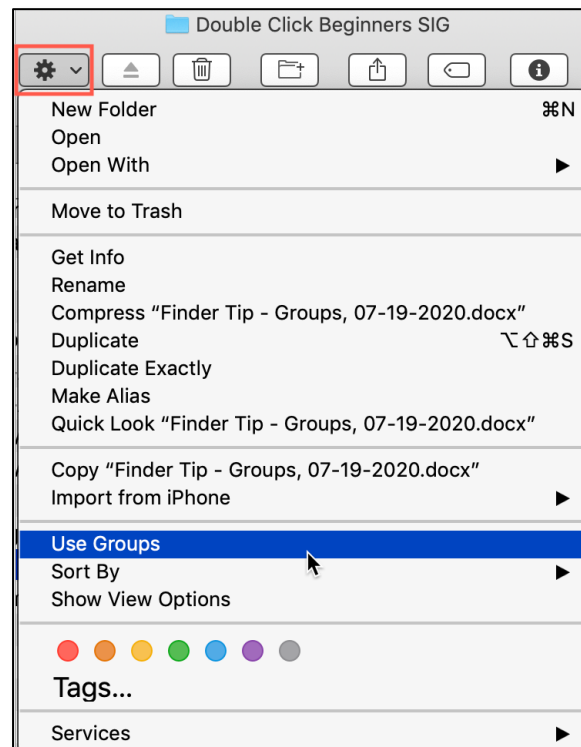 Double Click Beginners SIG
New Folder ⌘N
Open
Open With ▶
Move to Trash
Get Info
Rename
Compress “Finder Tip - Groups, 07-19-2020.docx”
Duplicate ⌥⇧⌘S
Duplicate Exactly
Make Alias
Quick Look “Finder Tip - Groups, 07-19-2020.docx”
Copy “Finder Tip - Groups, 07-19-2020.docx”
Import from iPhone ▶
Use Groups
Sort By ▶
Show View Options
Tags...
Services ▶